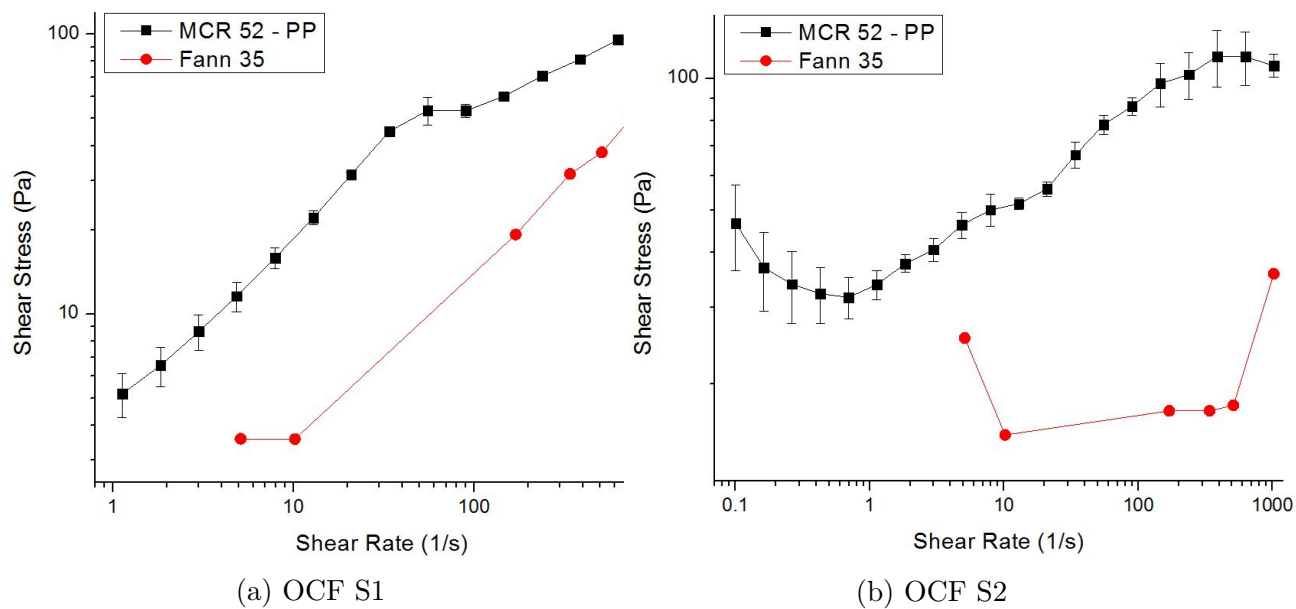 MCR 52 - PP
Fann 35
100
10
Shear Stress (Pa)
1
10
100
Shear Rate (1/s)
(a) OCF S1
MCR 52 - PP
Fann 35
100
Shear Stress (Pa)
0.1
1
10
100
1000
Shear Rate (1/s)
(b) OCF S2